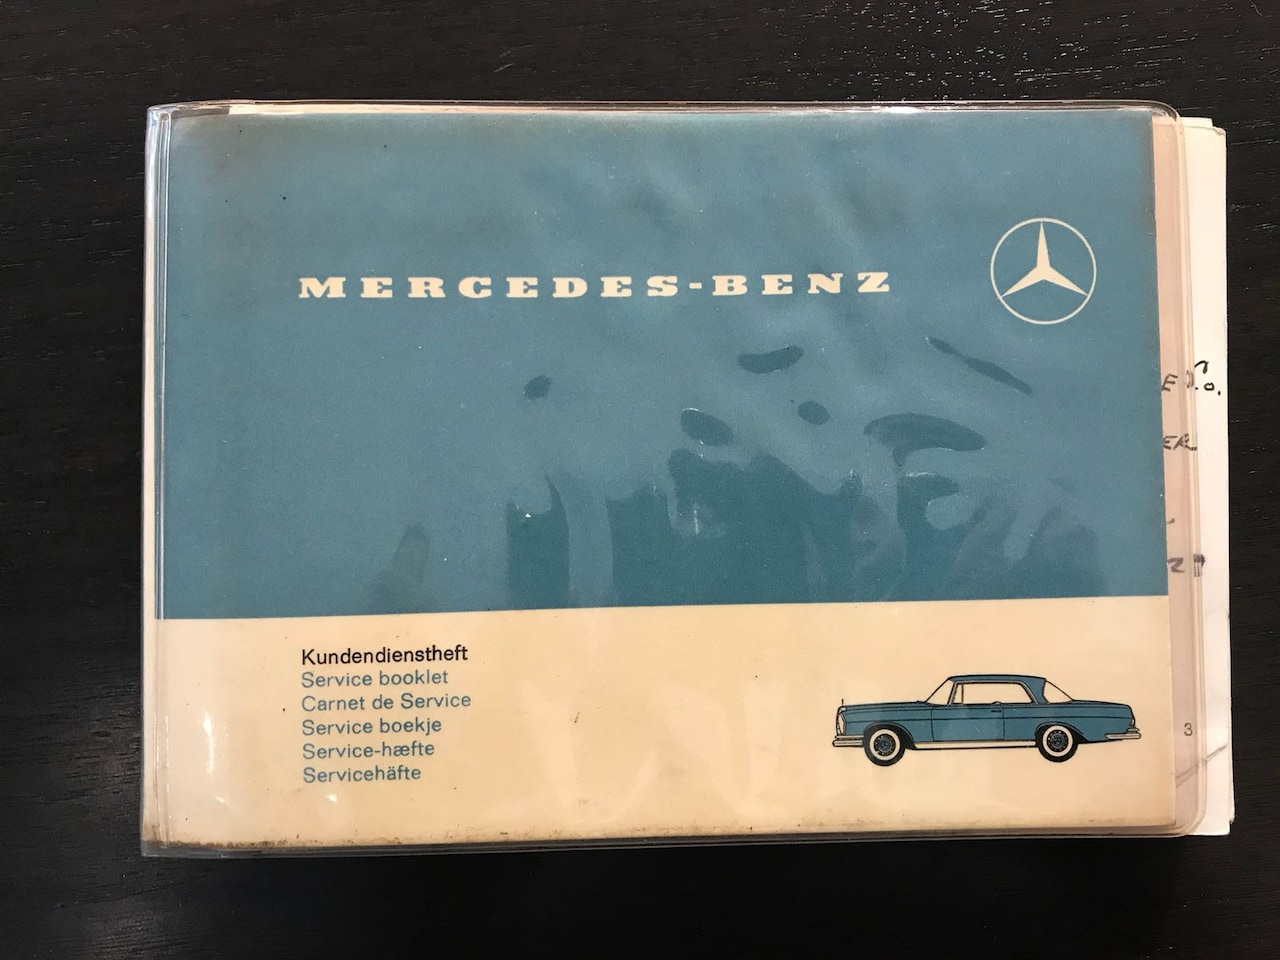 MERCEDES-BENZ
Kundendienstheft
Service booklet
Carnet de Service
Service boekje
Service-hæfte
Servicehäfte
3